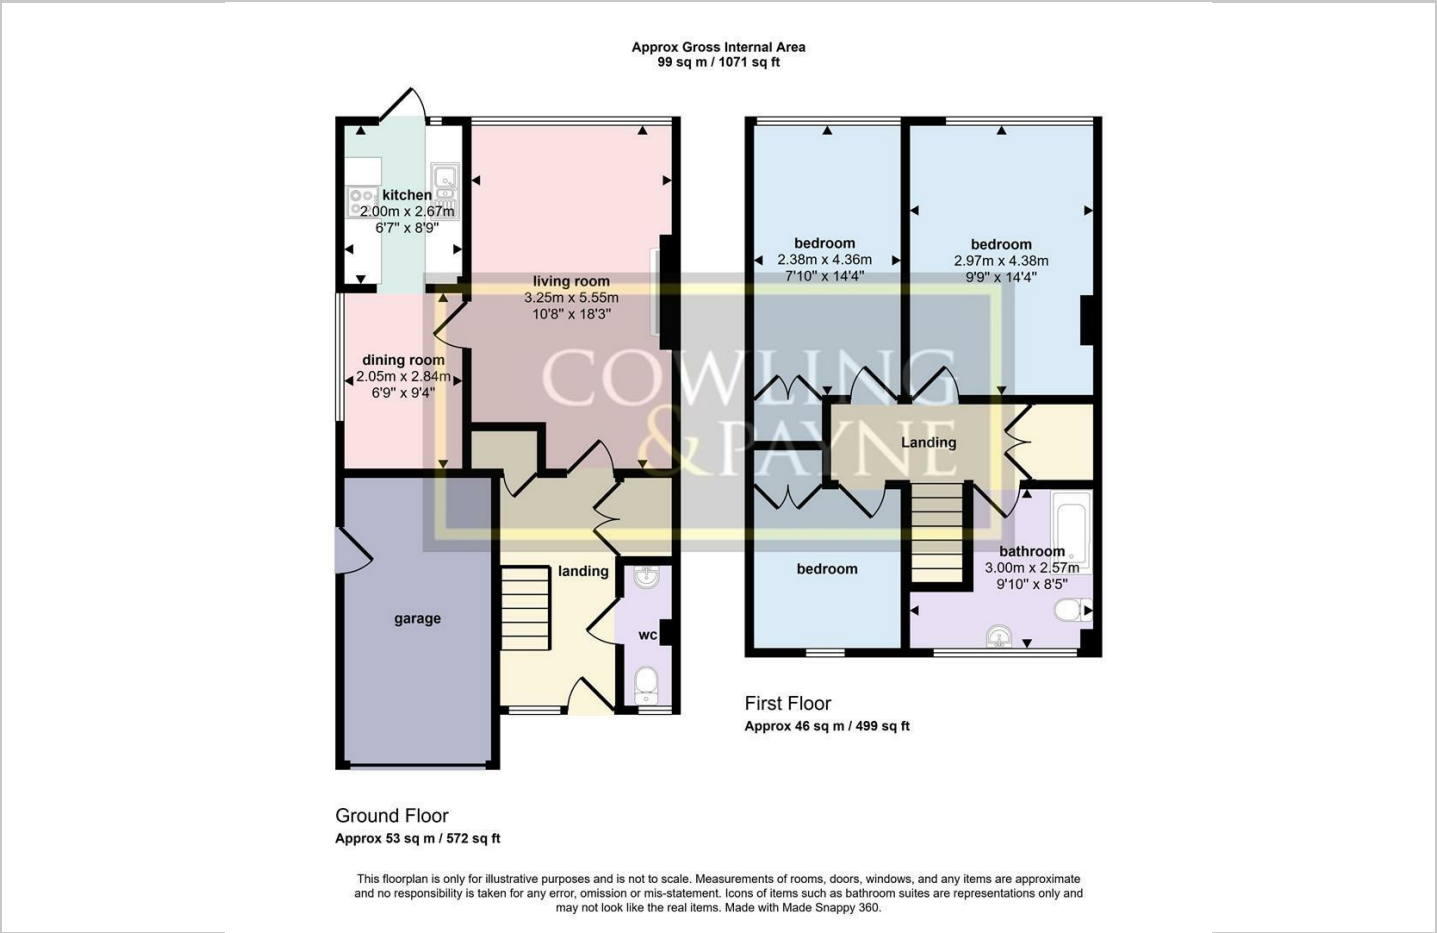 Approx Gross Internal Area
99 sq m / 1071 sq ft
kitchen
2.00m x 2.67m
6'7" x 8'9"
living room
3.25m x 5.55m
10'8" x 18'3"
dining room
2.05m x 2.84m
6'9" x 9'4"
landing
garage
wc
bedroom
2.38m x 4.36m
7'10" x 14'4"
bedroom
2.97m x 4.38m
9'9" x 14'4"
Landing
bedroom
bathroom
3.00m x 2.57m
9'10" x 8'5"
COWLING
&PAYNE
First Floor
Approx 46 sq m / 499 sq ft
Ground Floor
Approx 53 sq m / 572 sq ft
This floorplan is only for illustrative purposes and is not to scale. Measurements of rooms, doors, windows, and any items are approximate
and no responsibility is taken for any error, omission or mis-statement. Icons of items such as bathroom suites are representations only and
may not look like the real items. Made with Made Snappy 360.